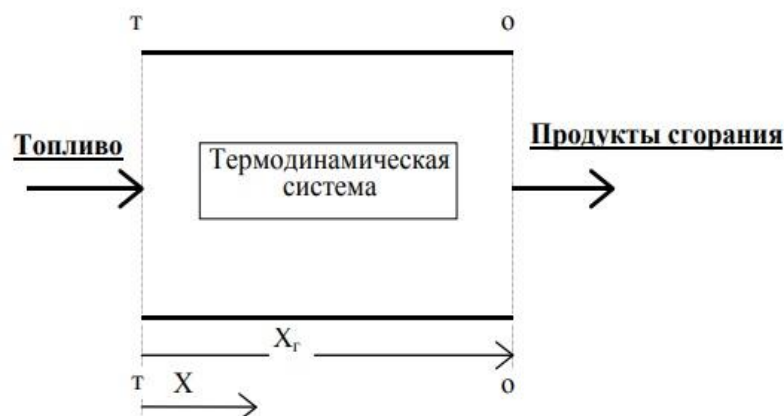 т о
Топливо
Продукты сгорания
Термодинамическая
система
Xг
т X о